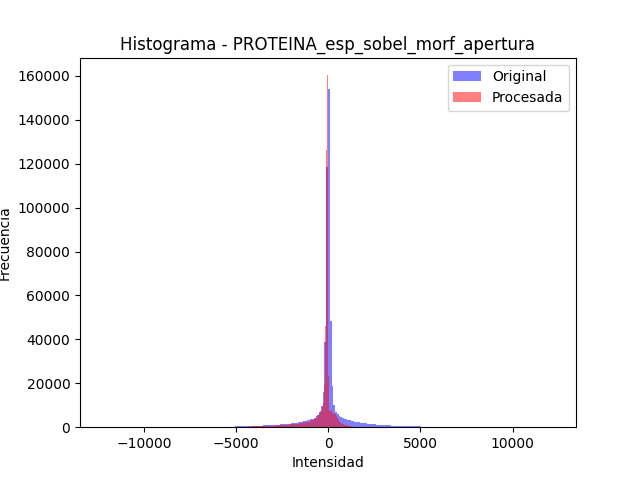 Histograma - PROTEINA_esp_sobel_morf_apertura
Original
Procesada
160000
140000
120000
100000
80000
60000
40000
20000
0
Frecuencia
−10000
−5000
0
5000
10000
Intensidad